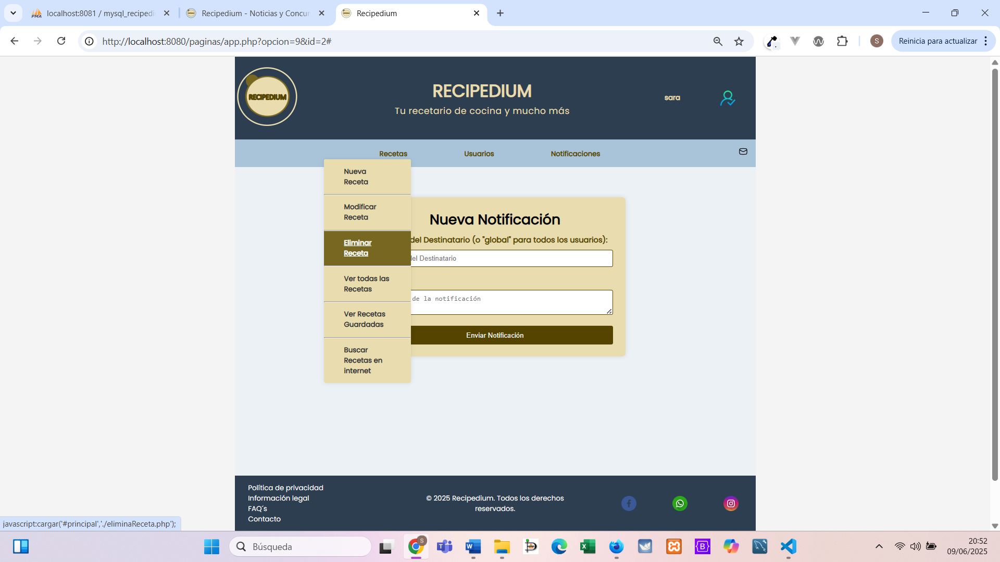 localhost:8081 / mysql_recipedi
Recipedium - Noticias y Concur
Recipedium
http://localhost:8080/paginas/app.php?opcion=9&id=2#
S
Reinicia para actualizar
RECIPEDIUM
RECIPEDIUM
Tu recetario de cocina y mucho más
sara
Recetas
Usuarios
Notificaciones
Nueva
Receta
Modificar
Receta
Eliminar
Receta
Ver todas las
Recetas
Ver Recetas
Guardadas
Buscar
Recetas en
internet
Nueva Notificación
del Destinatario (o "global" para todos los usuarios):
del Destinatario
de la notificación
Enviar Notificación
Política de privacidad
Información legal
FAQ´s
Contacto
© 2025 Recipedium. Todos los derechos
reservados.
javascript:cargar('#principal','./eliminaReceta.php');
Búsqueda
20:52
09/06/2025